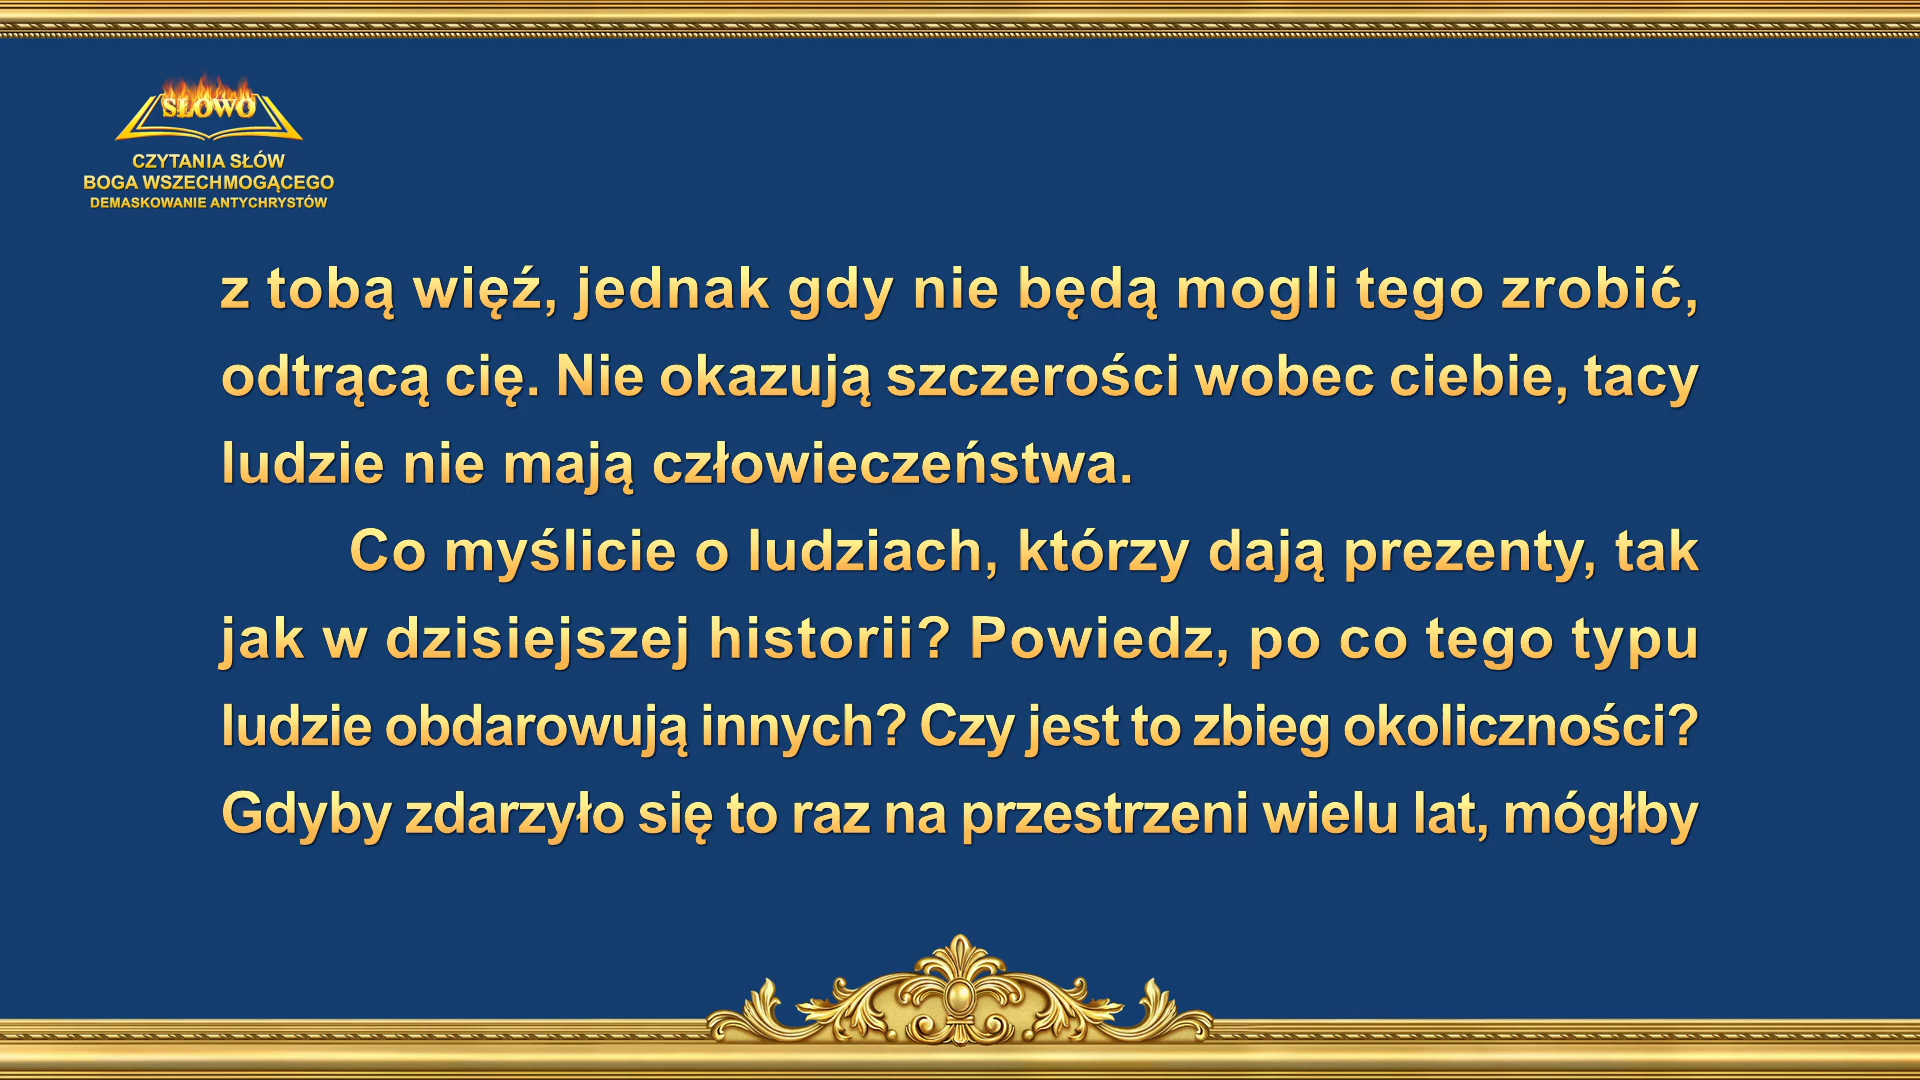 SŁOWO
CZYTANIA SŁÓW
BOGA WSZECHMOGĄCEGO
DEMASKOWANIE ANTYCHRYSTÓW
z tobą więź, jednak gdy nie będą mogli tego zrobić,
odtrącą cię. Nie okazują szczerości wobec ciebie, tacy
ludzie nie mają człowieczeństwa.
Co myślicie o ludziach, którzy dają prezenty, tak
jak w dzisiejszej historii? Powiedz, po co tego typu
ludzie obdarowują innych? Czy jest to zbieg okoliczności?
Gdyby zdarzyło się to raz na przestrzeni wielu lat, mógłby